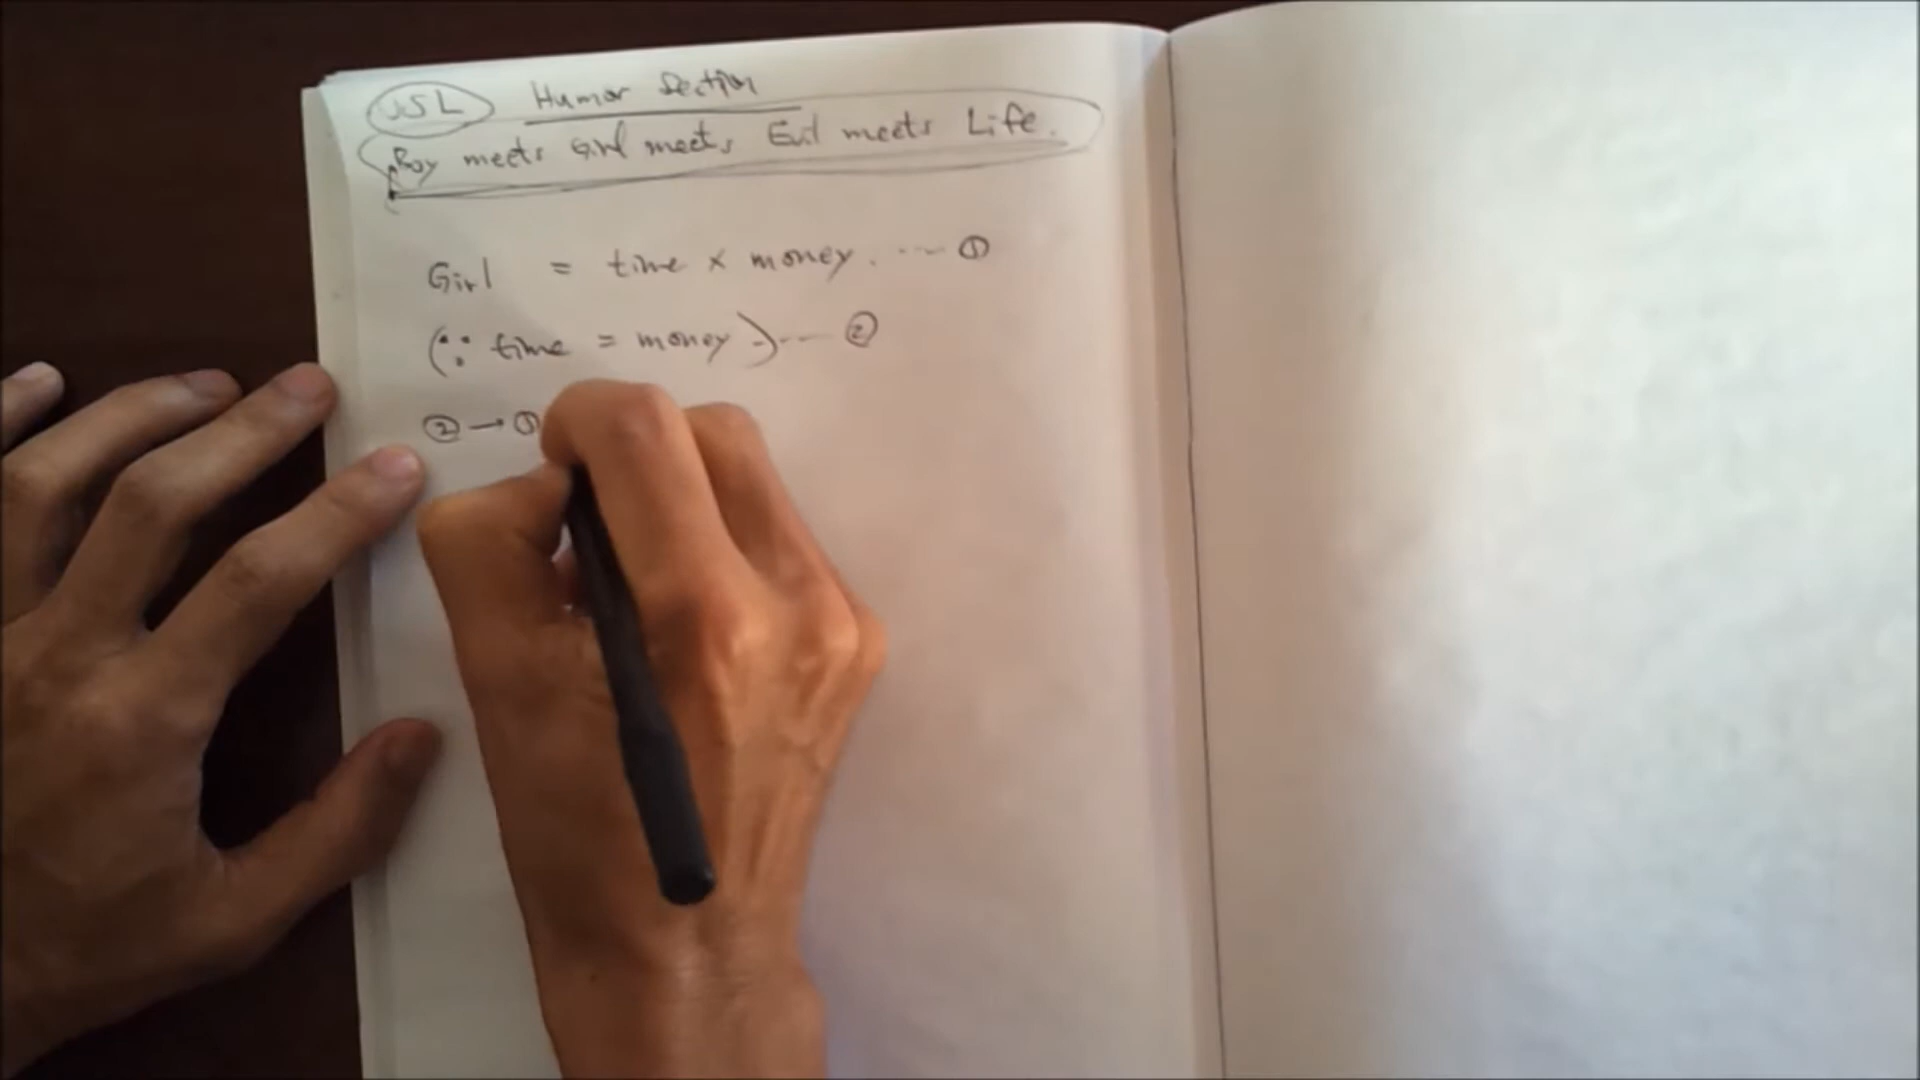 JSL Humor Section
Boy meets Girl meets Evil meets Life.
Girl = time × money. ---- ①
(∵ time = money.) ---- ②
② → ①